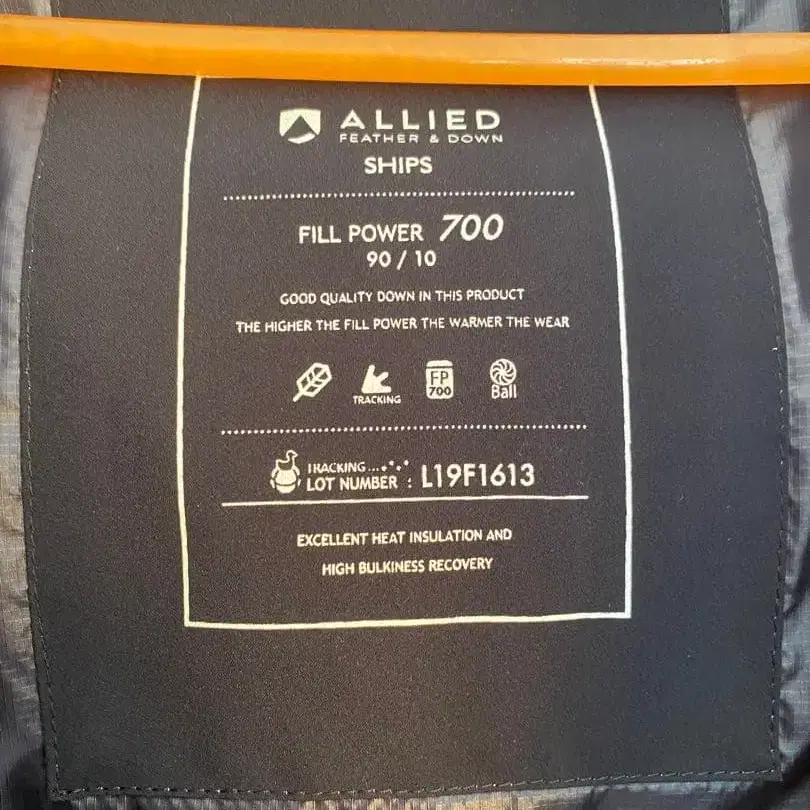 ALLIED
FEATHER & DOWN
SHIPS
FILL POWER 700
90 / 10
GOOD QUALITY DOWN IN THIS PRODUCT
THE HIGHER THE FILL POWER THE WARMER THE WEAR
TRACKING
FP
700
Ball
TRACKING...
LOT NUMBER : L19F1613
EXCELLENT HEAT INSULATION AND
HIGH BULKINESS RECOVERY